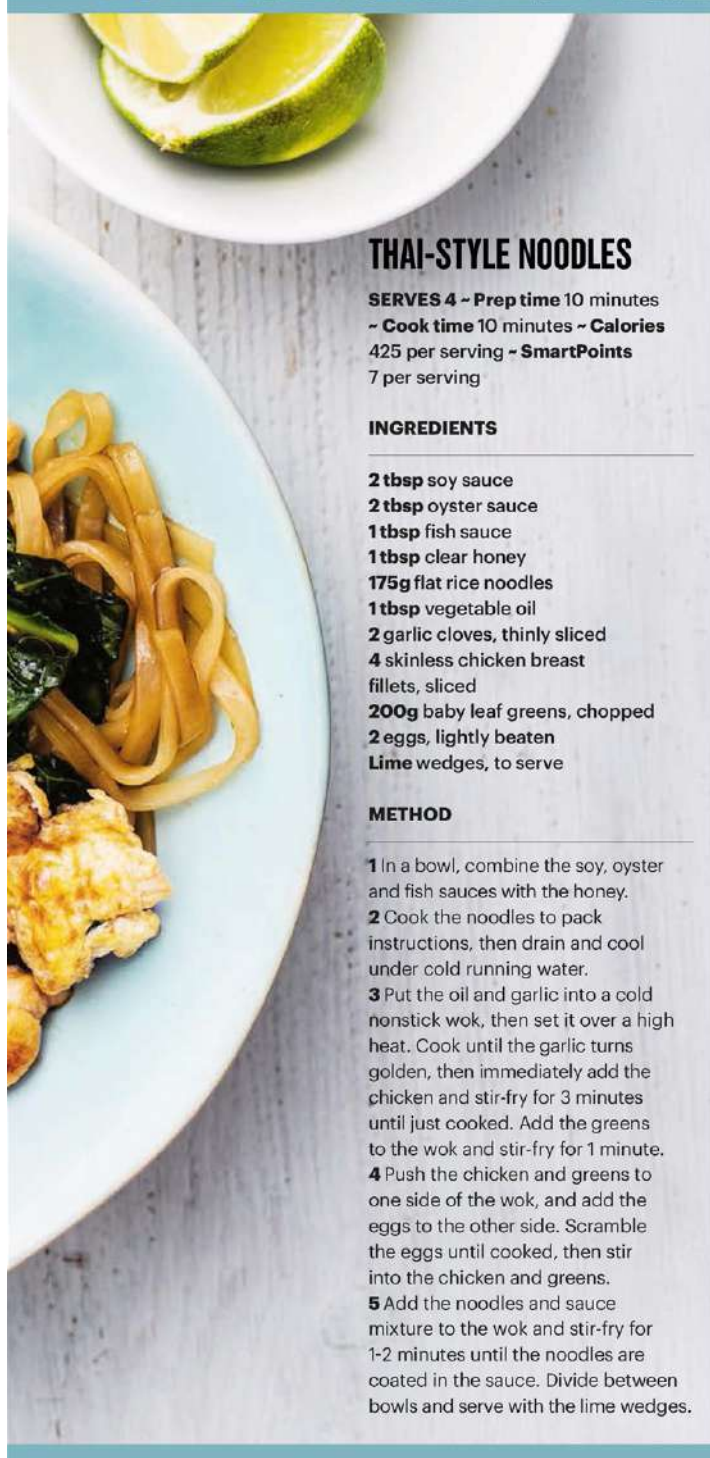 THAI-STYLE NOODLES
SERVES 4 ~ Prep time 10 minutes
~ Cook time 10 minutes ~ Calories
425 per serving ~ SmartPoints
7 per serving
INGREDIENTS
2 tbsp soy sauce
2 tbsp oyster sauce
1 tbsp fish sauce
1 tbsp clear honey
175g flat rice noodles
1 tbsp vegetable oil
2 garlic cloves, thinly sliced
4 skinless chicken breast
fillets, sliced
200g baby leaf greens, chopped
2 eggs, lightly beaten
Lime wedges, to serve
METHOD
1 In a bowl, combine the soy, oyster
and fish sauces with the honey.
2 Cook the noodles to pack
instructions, then drain and cool
under cold running water.
3 Put the oil and garlic into a cold
nonstick wok, then set it over a high
heat. Cook until the garlic turns
golden, then immediately add the
chicken and stir-fry for 3 minutes
until just cooked. Add the greens
to the wok and stir-fry for 1 minute.
4 Push the chicken and greens to
one side of the wok, and add the
eggs to the other side. Scramble
the eggs until cooked, then stir
into the chicken and greens.
5 Add the noodles and sauce
mixture to the wok and stir-fry for
1-2 minutes until the noodles are
coated in the sauce. Divide between
bowls and serve with the lime wedges.